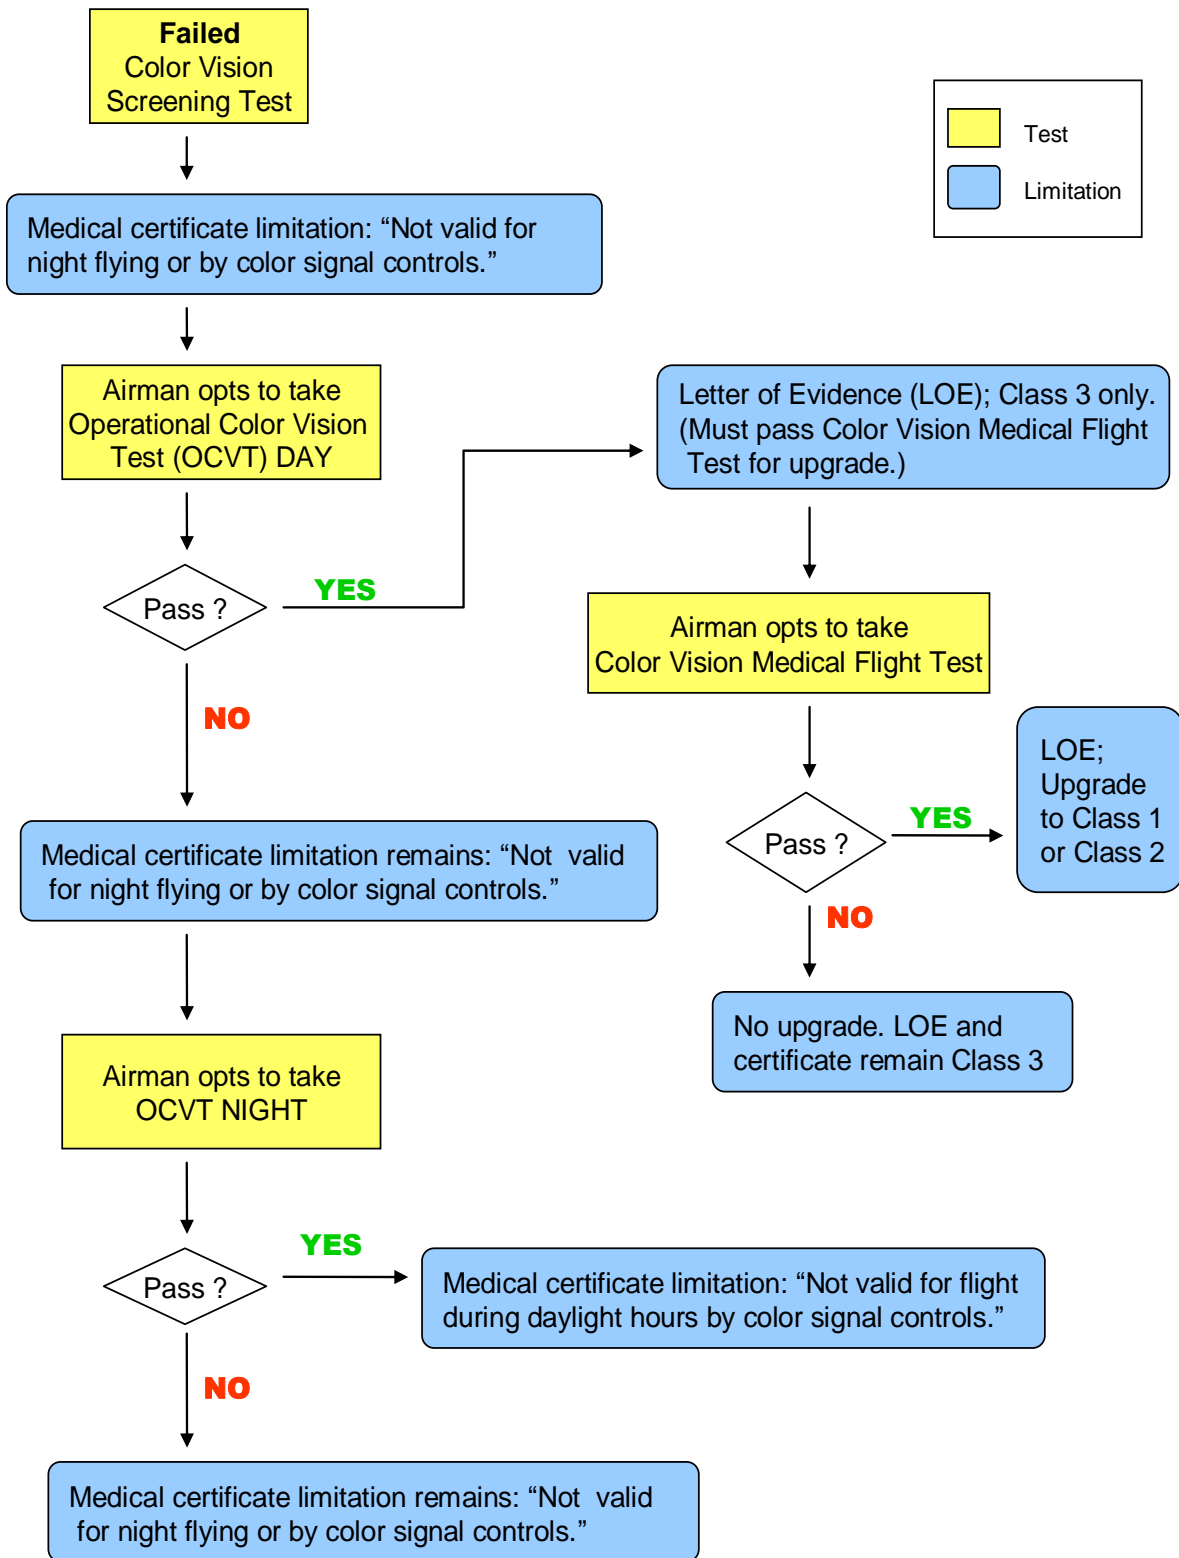 Failed
Color Vision
Screening Test
Test
Limitation
Medical certificate limitation: “Not valid for
night flying or by color signal controls.”
Airman opts to take
Operational Color Vision
Test (OCVT) DAY
Letter of Evidence (LOE); Class 3 only.
(Must pass Color Vision Medical Flight
Test for upgrade.)
Pass ?
YES
NO
Airman opts to take
Color Vision Medical Flight Test
LOE;
Upgrade
to Class 1
or Class 2
Pass ?
YES
NO
Medical certificate limitation remains: “Not valid
for night flying or by color signal controls.”
No upgrade. LOE and
certificate remain Class 3
Airman opts to take
OCVT NIGHT
Pass ?
YES
NO
Medical certificate limitation: “Not valid for flight
during daylight hours by color signal controls.”
Medical certificate limitation remains: “Not valid
for night flying or by color signal controls.”